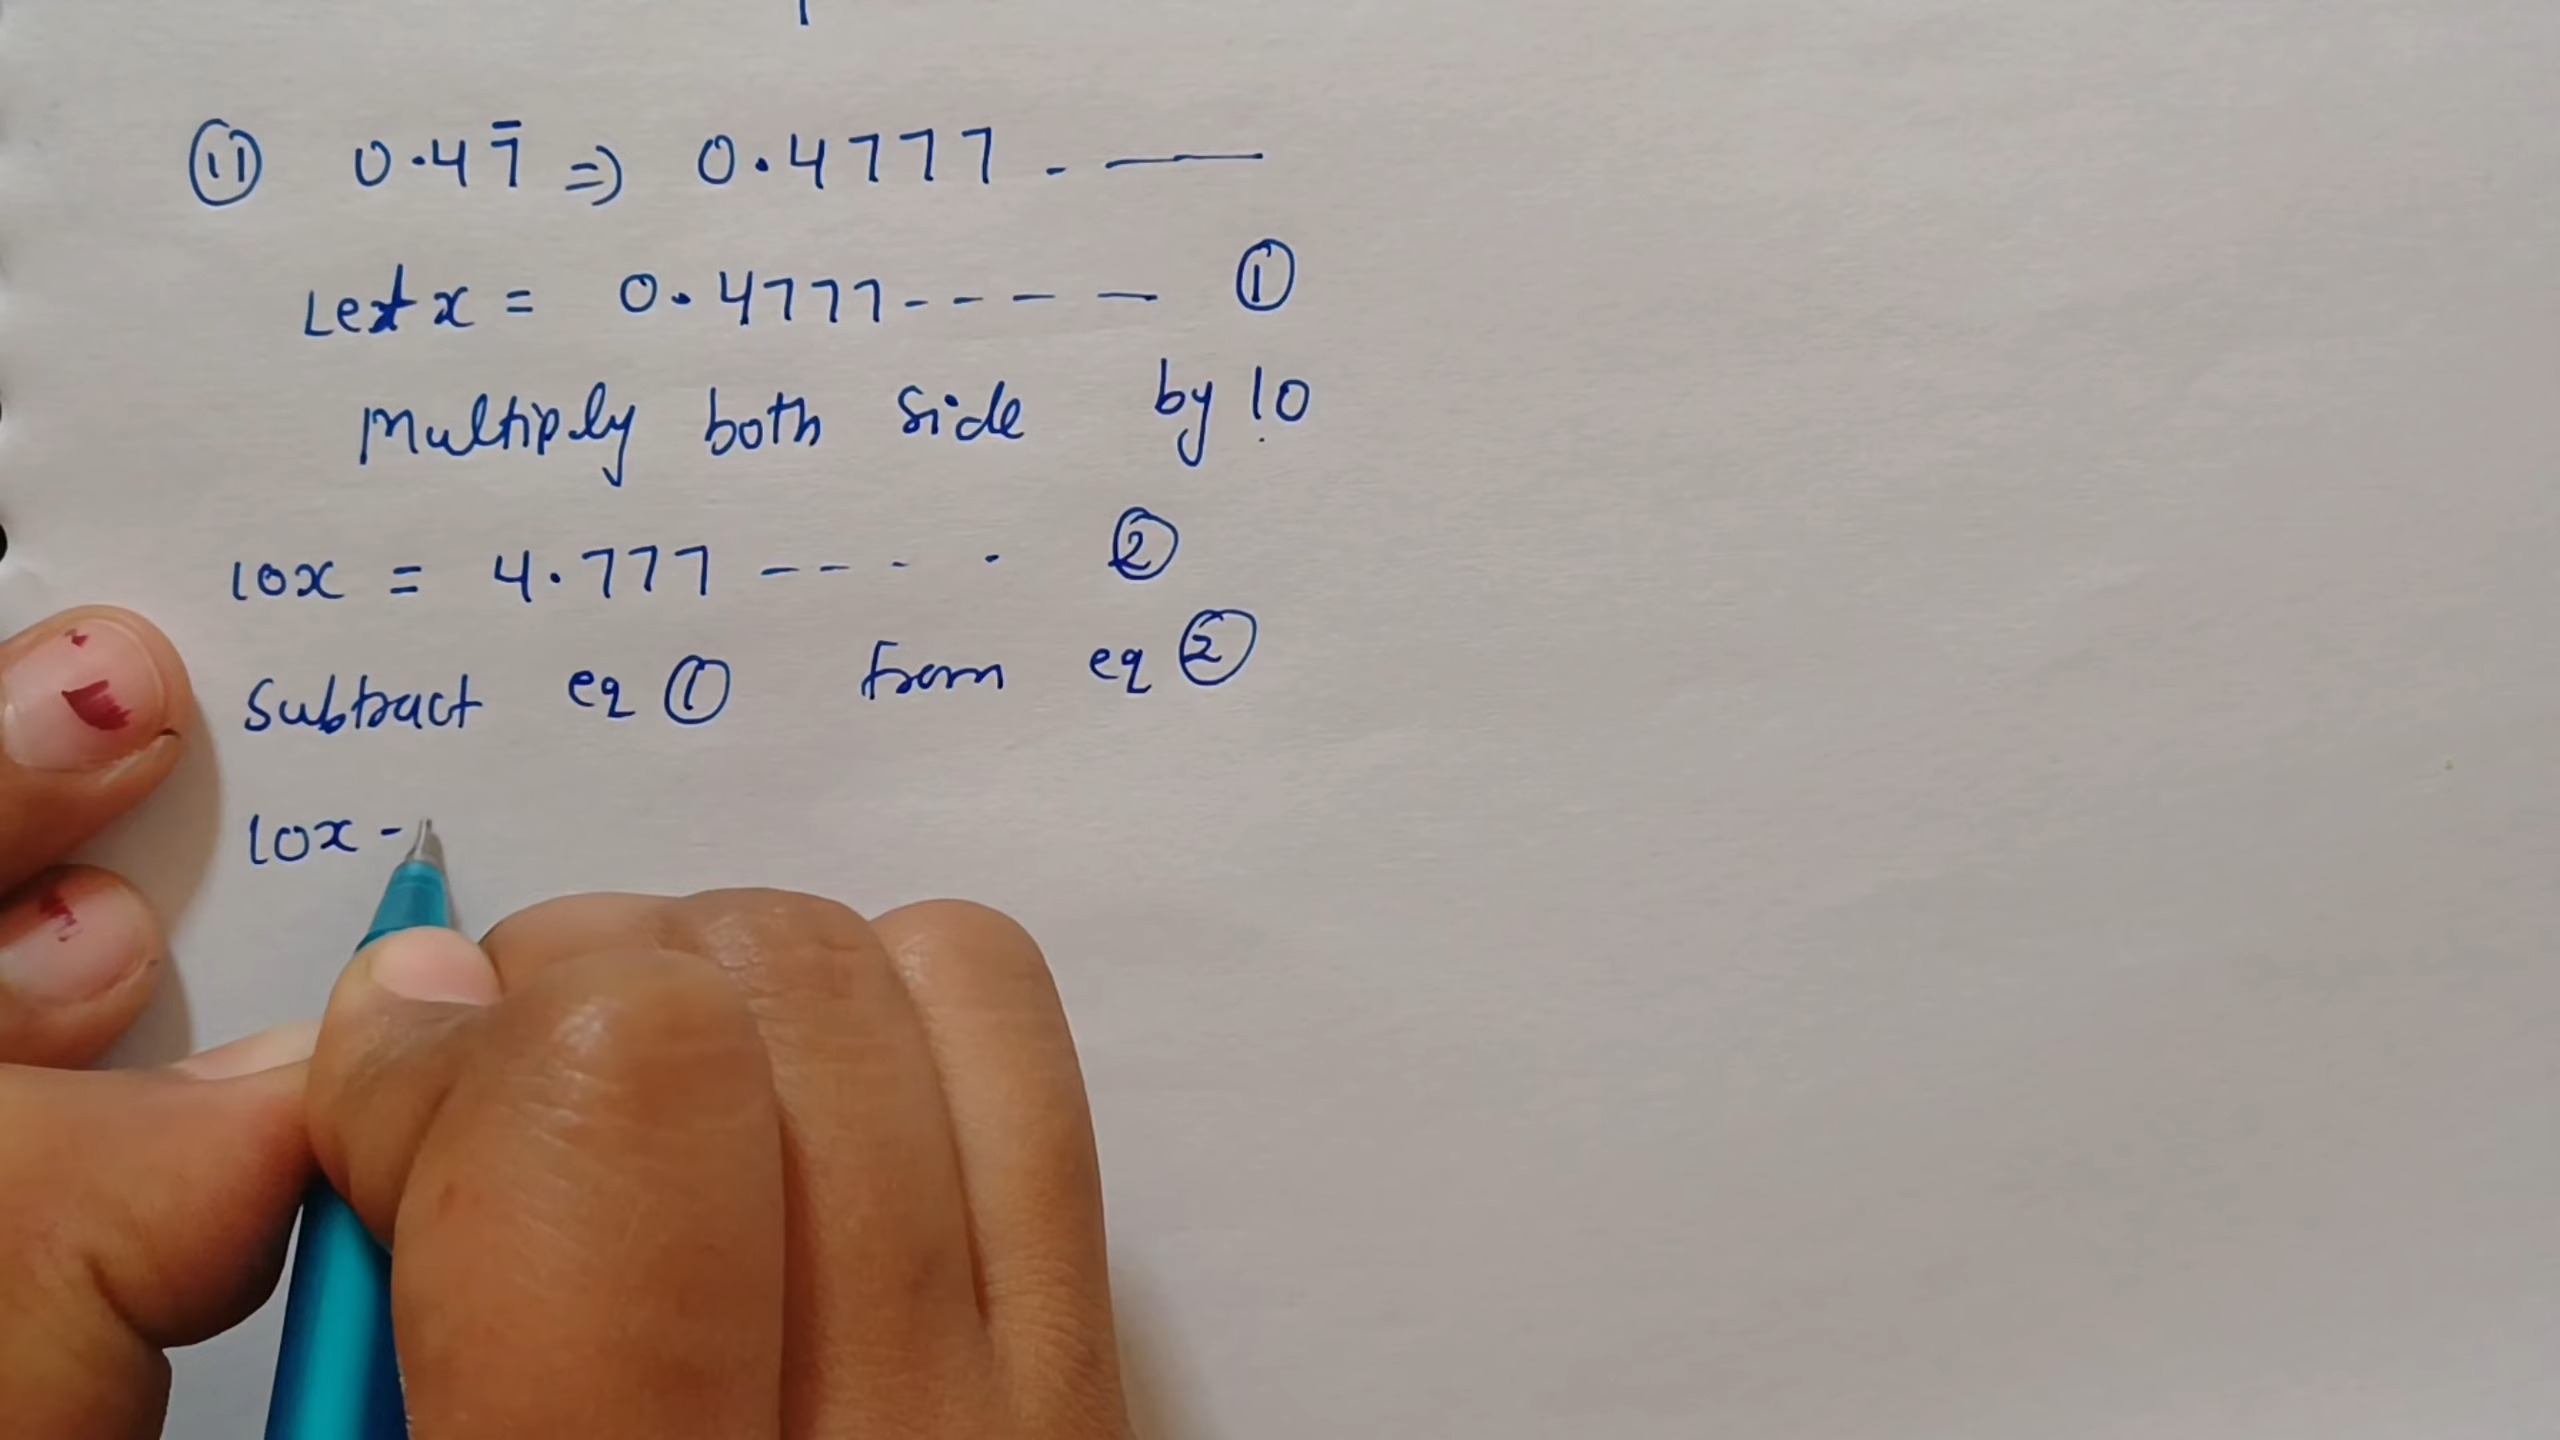 (ii) 0.47̄ ⇒ 0.4777 . —
Let x = 0.4777 - - - - ①
Multiply both side by 10
10x = 4.777 - - - . . ②
Subtract eq ① from eq ②
10x -